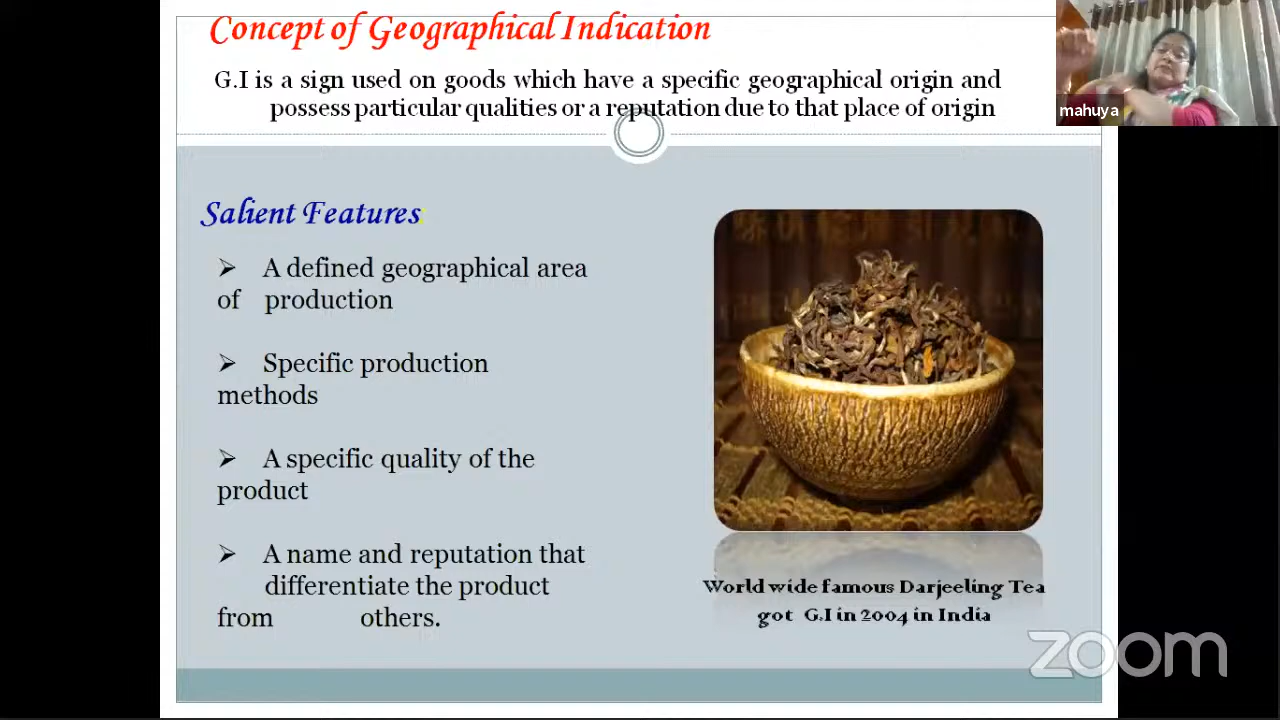 Concept of Geographical Indication
G.I is a sign used on goods which have a specific geographical origin and
possess particular qualities or a reputation due to that place of origin
mahuya
Salient Features:
➢ A defined geographical area
of production
➢ Specific production
methods
➢ A specific quality of the
product
➢ A name and reputation that
differentiate the product
from others.
World wide famous Darjeeling Tea
got G.I in 2004 in India
zoom